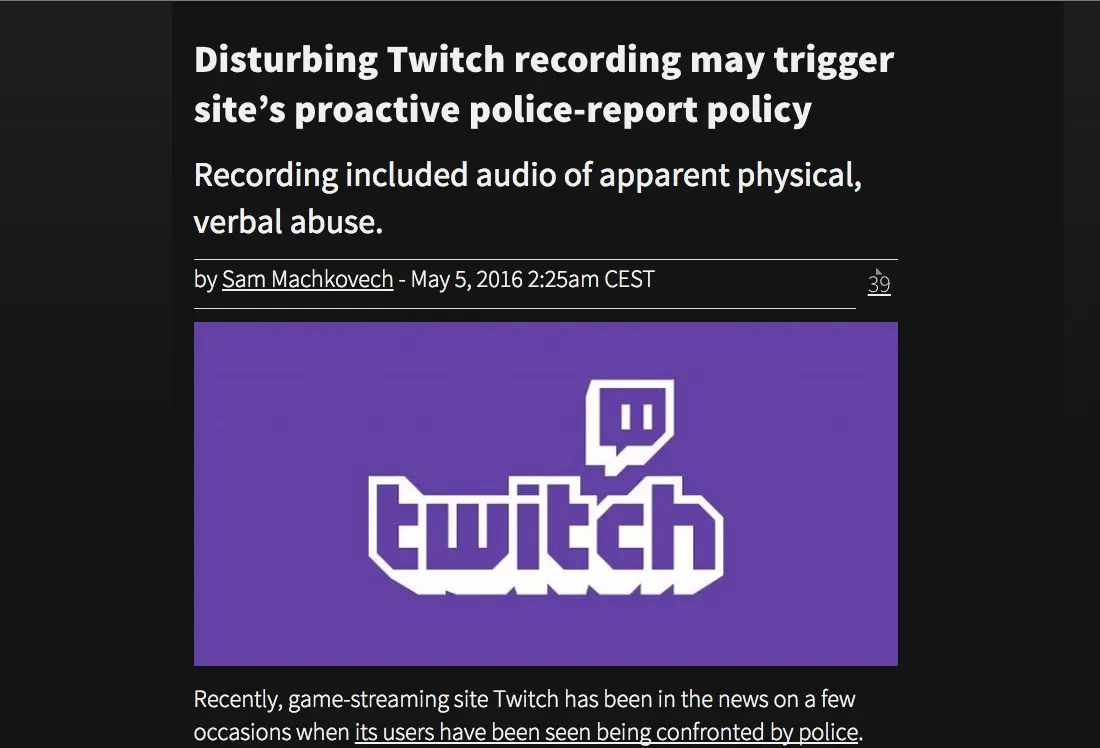 Disturbing Twitch recording may trigger
site’s proactive police-report policy
Recording included audio of apparent physical,
verbal abuse.
by Sam Machkovech - May 5, 2016 2:25am CEST
39
twitch
Recently, game-streaming site Twitch has been in the news on a few
occasions when its users have been seen being confronted by police.